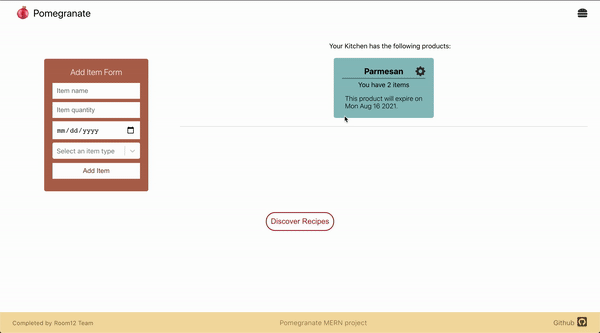 Pomegranate
Your Kitchen has the following products:
Add Item Form
Item name
Item quantity
mm/dd/yyyy
Select an item type
Add Item
Parmesan
You have 2 items
This product will expire on
Mon Aug 16 2021.
Discover Recipes
Completed by Room12 Team
Pomegranate MERN project
Github